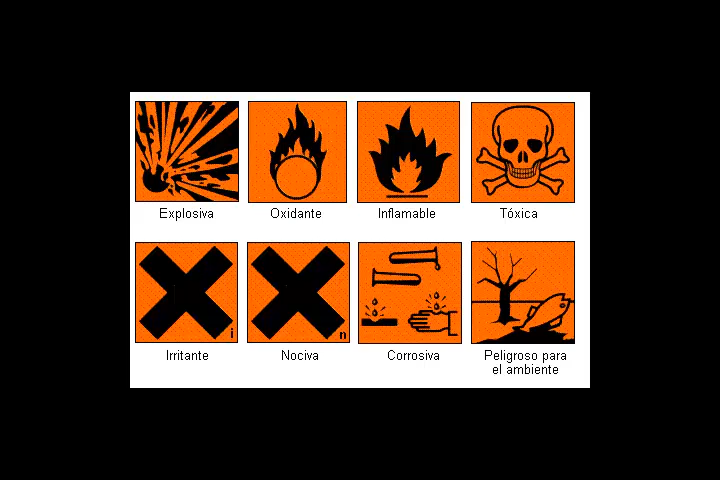 Explosiva
Oxidante
Inflamable
Tóxica
i
n
Irritante
Nociva
Corrosiva
Peligroso para
el ambiente